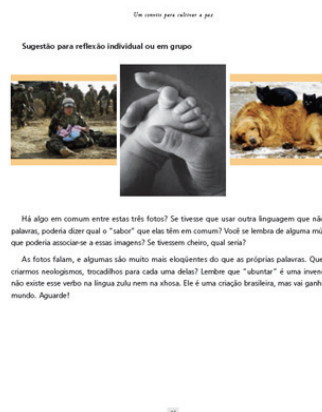 Um convite para cultivar a paz
Sugestão para reflexão individual ou em grupo
Há algo em comum entre estas três fotos? Se tivesse que usar outra linguagem que nã
palavras, poderia dizer qual o "sabor" que elas têm em comum? Você se lembra de alguma mú
que poderia associar-se a essas imagens? Se tivessem cheiro, qual seria?
As fotos falam, e algumas são muito mais eloqüentes do que as próprias palavras. Que
criarmos neologismos, trocadilhos para cada uma delas? Lembre que "ubuntar" é uma inven
não existe esse verbo na língua zulu nem na xhosa. Ele é uma criação brasileira, mas vai ganh
mundo. Aguarde!